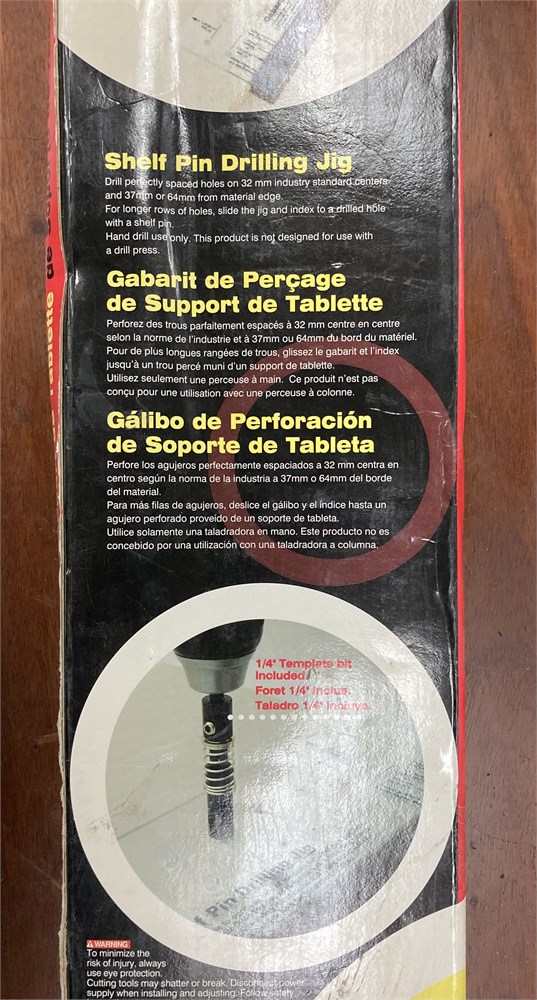 Shelf Pin Drilling Jig
Drill perfectly spaced holes on 32 mm industry standard centers
and 37mm or 64mm from material edge.
For longer rows of holes, slide the jig and index to a drilled hole
with a shelf pin.
Hand drill use only. This product is not designed for use with
a drill press.
Gabarit de Perçage
de Support de Tablette
Perforez des trous parfaitement espacés à 32 mm centre en centre
selon la norme de l'industrie et à 37mm ou 64mm du bord du matériel.
Pour de plus longues rangées de trous, glissez le gabarit et l'index
jusqu'à un trou percé muni d'un support de tablette.
Utilisez seulement une perceuse à main. Ce produit n'est pas
conçu pour une utilisation avec une perceuse à colonne.
Gálibo de Perforación
de Soporte de Tableta
Perfore los agujeros perfectamente espaciados a 32 mm centra en
centro según la norma de la industria a 37mm o 64mm del borde
del material.
Para más filas de agujeros, deslice el gálibo y el índice hasta un
agujero perforado proveído de un soporte de tableta.
Utilice solamente una taladradora en mano. Este producto no es
concebido por una utilización con una taladradora a columna.
1/4" Template bit
included.
Foret 1/4" inclus.
Taladro 1/4" incluyo.
f Pin Drilling Jig
WARNING
To minimize the
risk of injury, always
use eye protection.
Cutting tools may shatter or break. Disconnect power
supply when installing and adjusting. Follow safety
Tablette